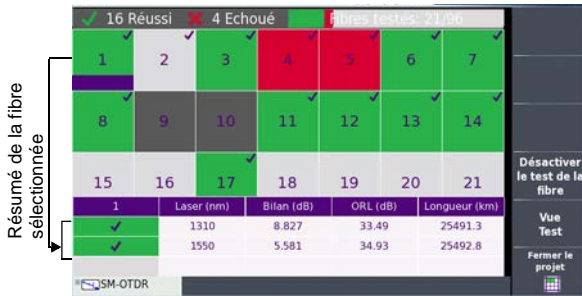 16 Réussi 4 Echoué Fibres testés: 21/96
1 2 3 4 5 6 7
8 9 10 11 12 13 14
15 16 17 18 19 20 21
1 Laser (nm) Bilan (dB) ORL (dB) Longueur (km)
1310 8.827 33.49 25491.3
1550 5.581 34.93 25492.8
SM-OTDR
Résumé de la fibre
sélectionnée
Désactiver
le test de la
fibre
Vue
Test
Fermer le
projet